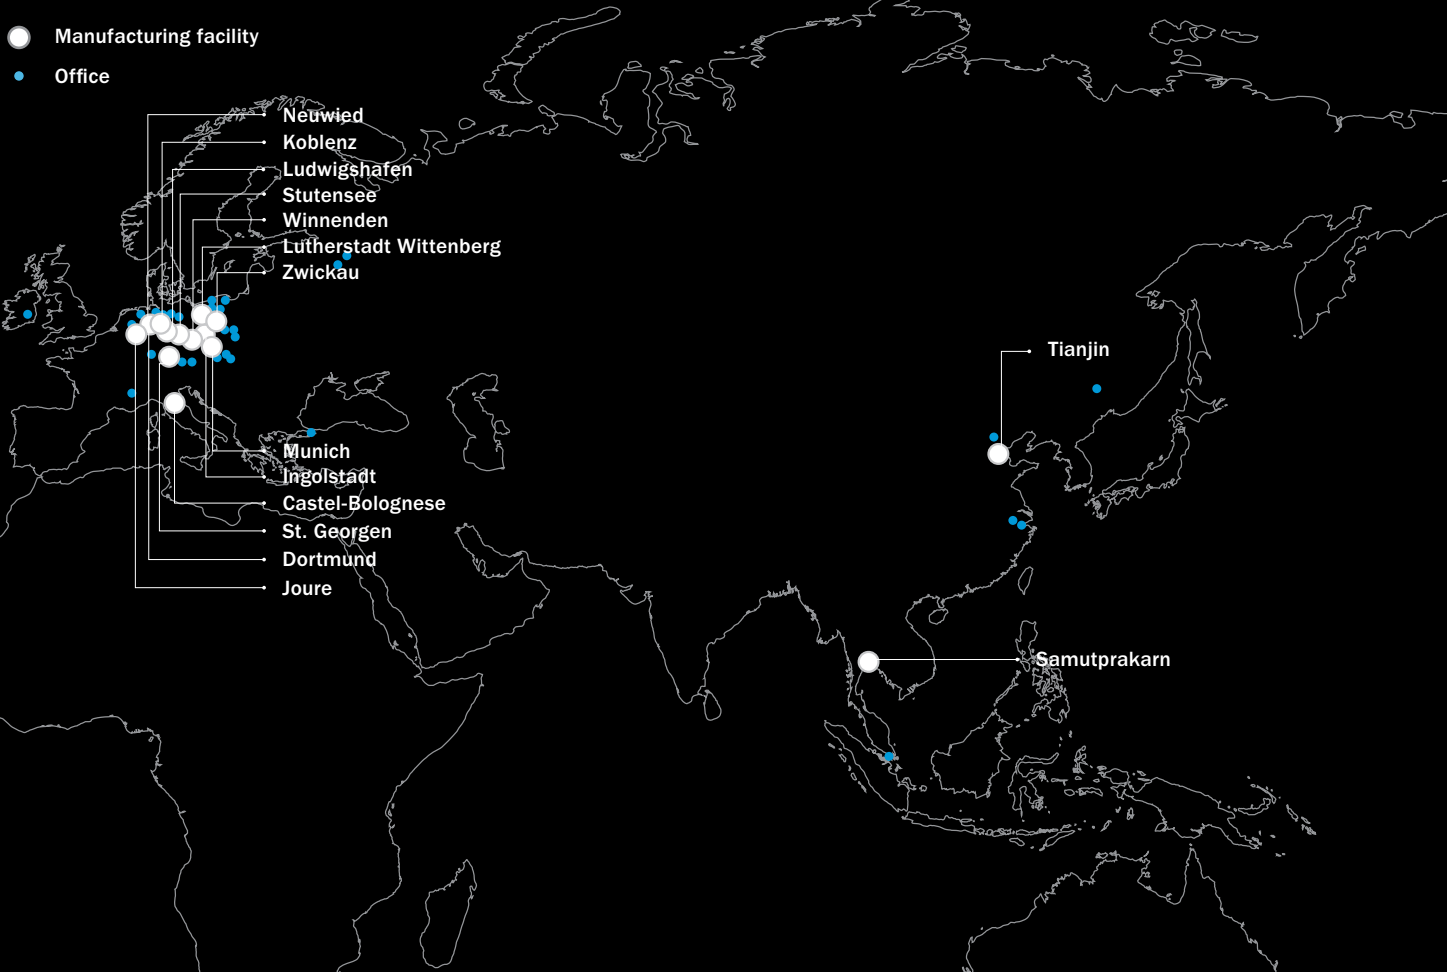 Manufacturing facility
Office
Neuwied
Koblenz
Ludwigshafen
Stutensee
Winnenden
Lutherstadt Wittenberg
Zwickau
Tianjin
Munich
Ingolstadt
Castel-Bolognese
St. Georgen
Dortmund
Joure
Samutprakarn